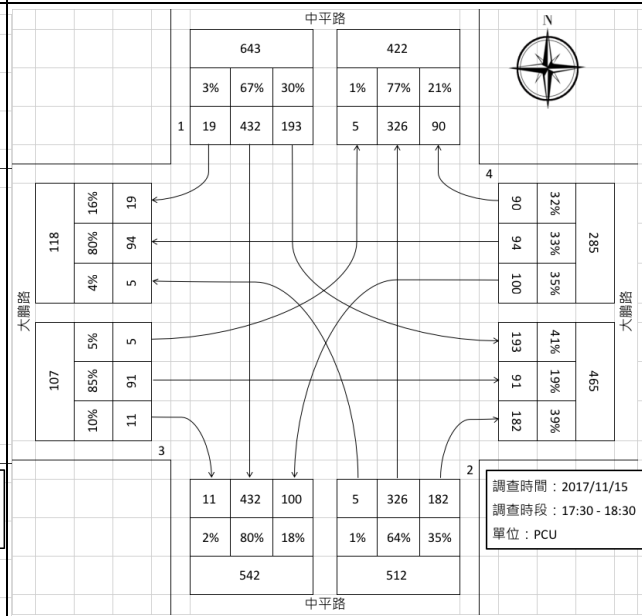 中平路
N
643
422
3% 67% 30%
1% 77% 21%
1
19 432 193
5 326 90
4
118
16% 19
80% 94
4% 5
90 32%
94 33%
100 35%
285
大鵬路
大鵬路
107
5% 5
85% 91
10% 11
193 41%
91 19%
182 39%
465
3
2
11 432 100
5 326 182
2% 80% 18%
1% 64% 35%
542
512
調查時間：2017/11/15
調查時段：17:30 - 18:30
單位：PCU
中平路